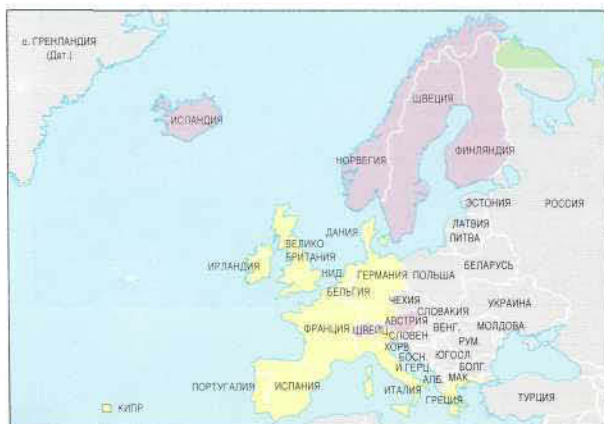 о. ГРЕНЛАНДИЯ
(Дат.)
ИСЛАНДИЯ
ШВЕЦИЯ
НОРВЕГИЯ
ФИНЛЯНДИЯ
ЭСТОНИЯ
РОССИЯ
ЛАТВИЯ
ЛИТВА
ДАНИЯ
ВЕЛИКО
БРИТАНИЯ
ИРЛАНДИЯ
НИД.
ГЕРМАНИЯ
ПОЛЬША
БЕЛАРУСЬ
БЕЛЬГИЯ
ЧЕХИЯ
СЛОВАКИЯ
УКРАИНА
АВСТРИЯ
ФРАНЦИЯ
ВЕНГ.
МОЛДОВА
СЛОВЕН
ХОРВ.
РУМ.
БОСН.
И ГЕРЦ.
ЮГОСЛ.
БОЛГ.
ПОРТУГАЛИЯ
ИСПАНИЯ
ИТАЛИЯ
АЛБ.
МАК.
ГРЕЦИЯ
ТУРЦИЯ
КИПР